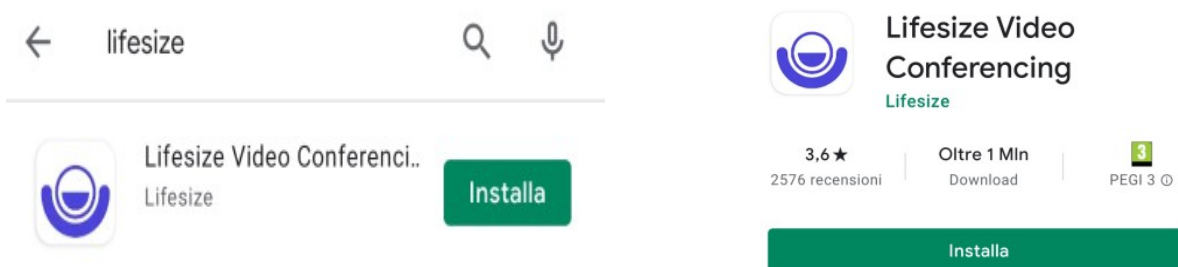 lifesize
Lifesize Video Conferenci..
Lifesize
Installa
Lifesize Video
Conferencing
Lifesize
3,6★ Oltre 1 Mln 3
2576 recensioni Download PEGI 3
Installa